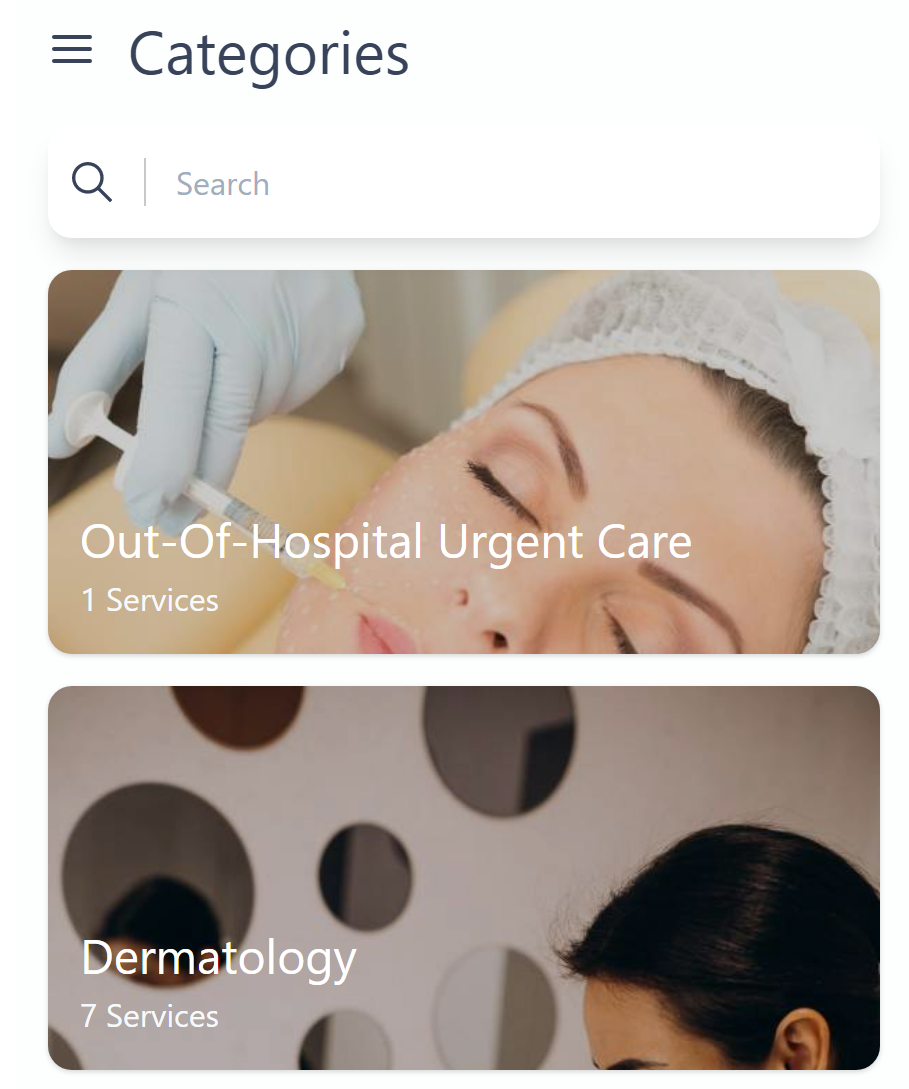 Categories
Search
Out-Of-Hospital Urgent Care
1 Services
Dermatology
7 Services